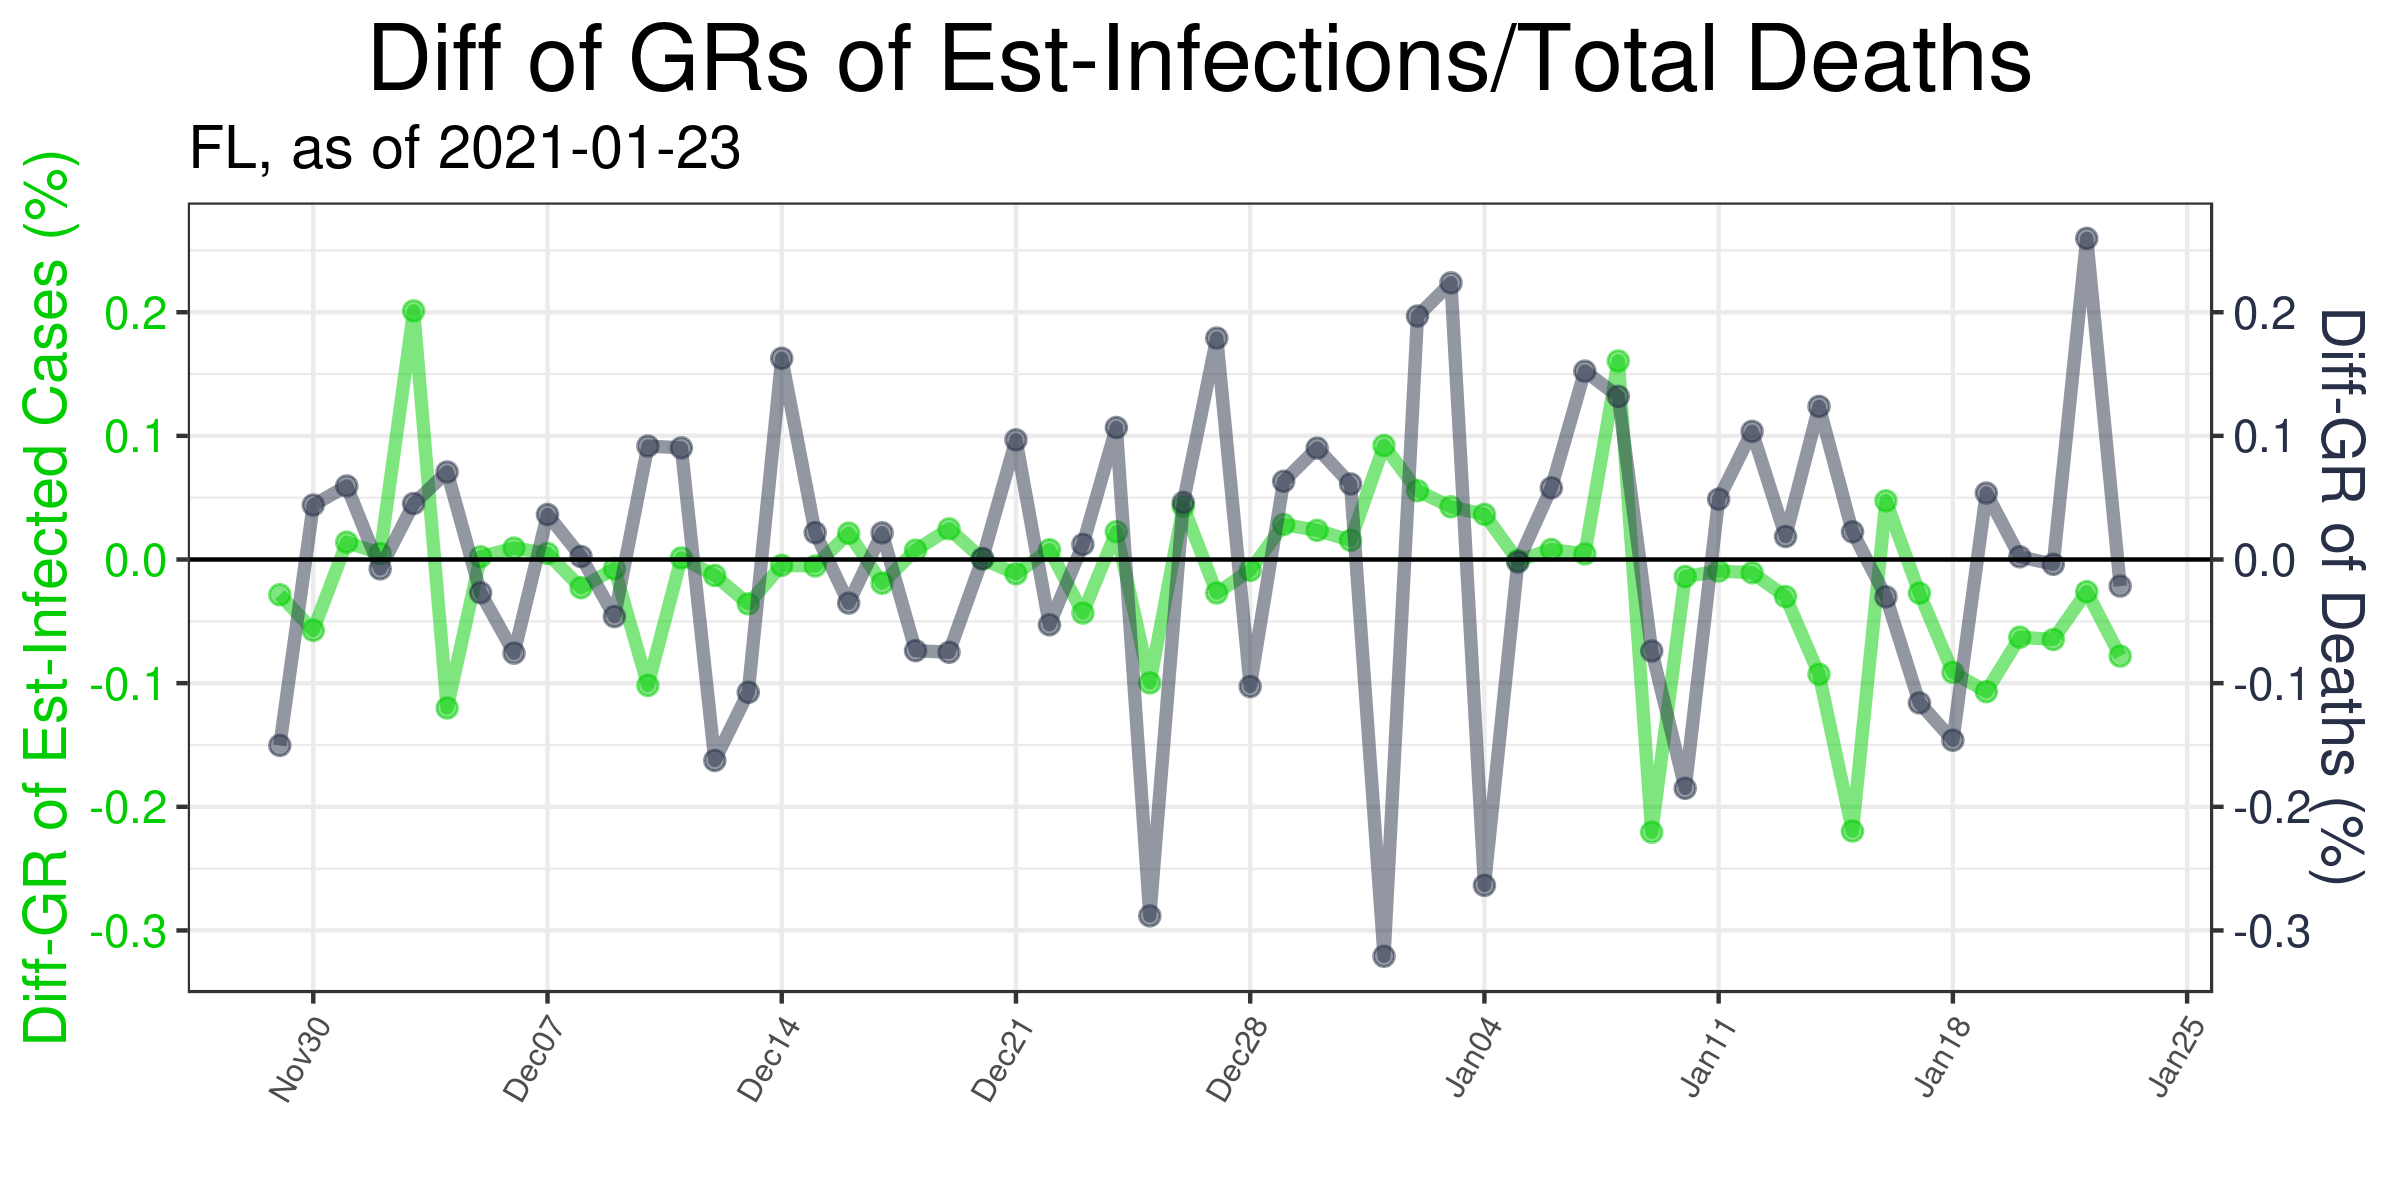 Diff of GRs of Est-Infections/Total Deaths
FL, as of 2021-01-23
Diff-GR of Est-Infected Cases (%)
0.2
0.1
0.0
-0.1
-0.2
-0.3
0.2
0.1
0.0
-0.1
-0.2
-0.3
Diff-GR of Deaths (%)
Nov30
Dec07
Dec14
Dec21
Dec28
Jan04
Jan11
Jan18
Jan25